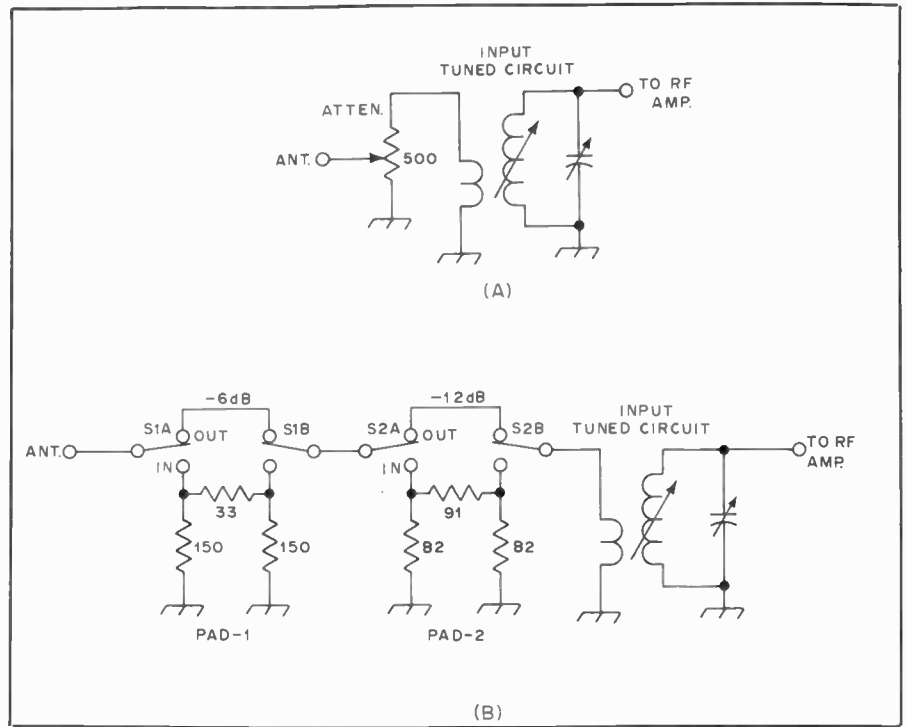 INPUT
TUNED CIRCUIT
TO RF
AMP.
ATTEN.
ANT.
500
(A)
-6dB
-12dB
INPUT
TUNED CIRCUIT
S1A
OUT
S1B
S2A
OUT
S2B
ANT.
TO RF
AMP.
IN
IN
33
91
150
150
82
82
PAD-1
PAD-2
(B)